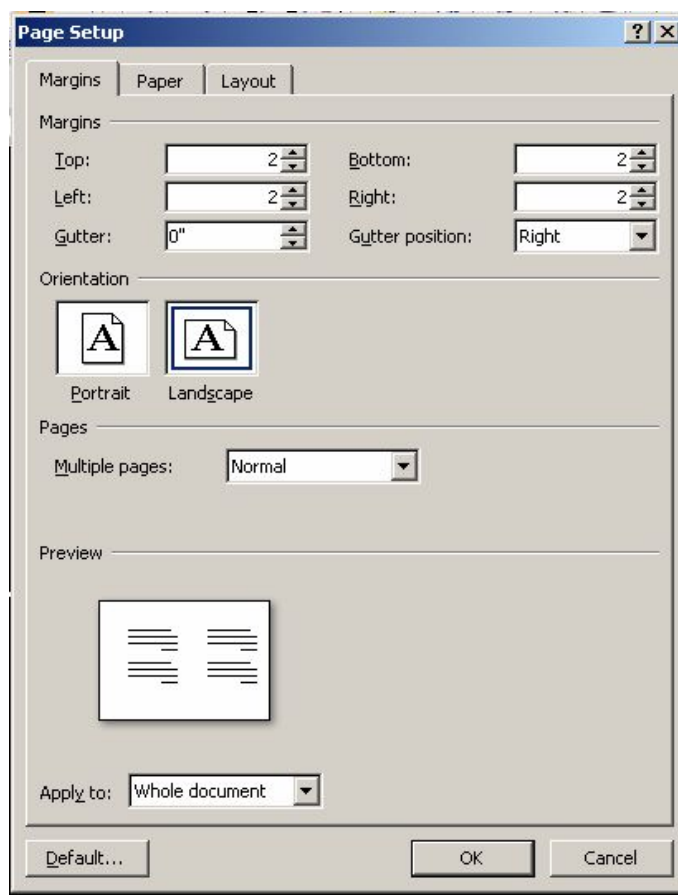 Page Setup
Margins Paper Layout
Margins
Top: 2 Bottom: 2
Left: 2 Right: 2
Gutter: 0" Gutter position: Right
Orientation
A A
Portrait Landscape
Pages
Multiple pages: Normal
Preview
Apply to: Whole document
Default... OK Cancel